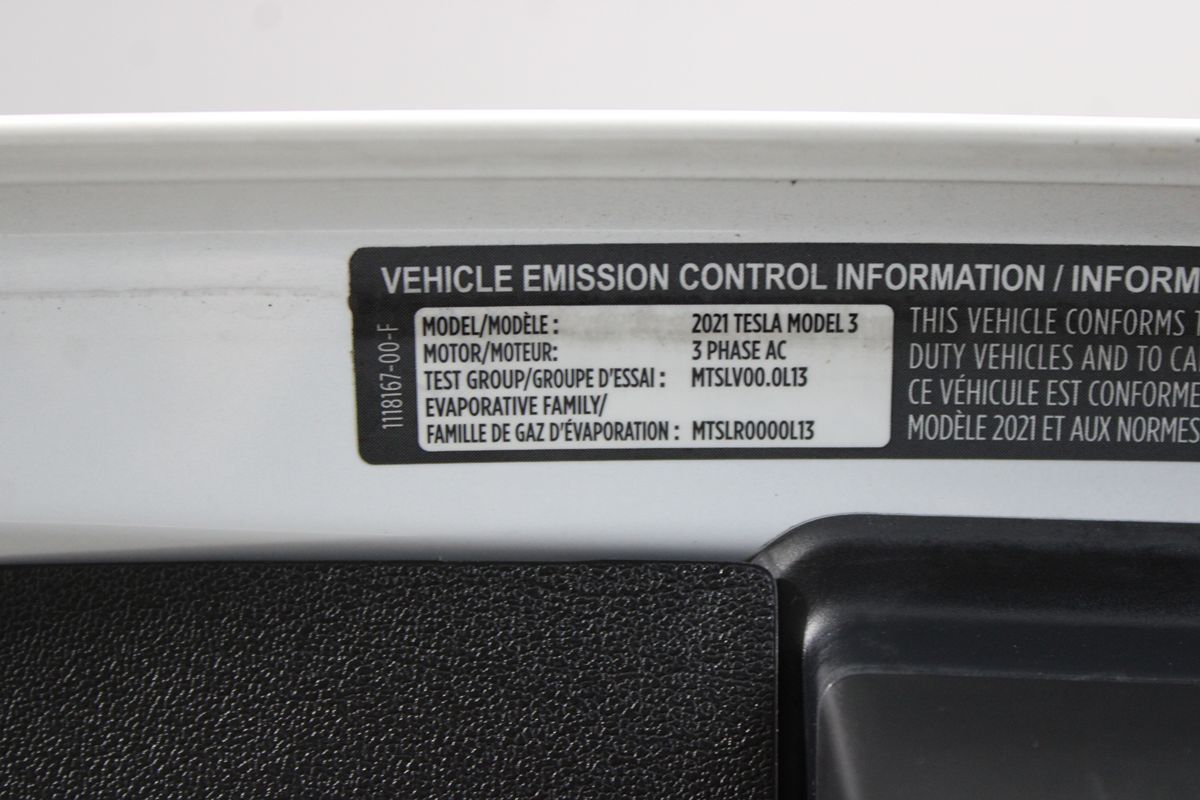 VEHICLE EMISSION CONTROL INFORMATION / INFORM
1118167-00-F
MODEL/MODÈLE : 2021 TESLA MODEL 3
MOTOR/MOTEUR: 3 PHASE AC
TEST GROUP/GROUPE D'ESSAI : MTSLV00.0L13
EVAPORATIVE FAMILY/
FAMILLE DE GAZ D'ÉVAPORATION : MTSLR0000L13
THIS VEHICLE CONFORMS
DUTY VEHICLES AND TO
CE VÉHICULE EST CONFORME
MODÈLE 2021 ET AUX NORMES